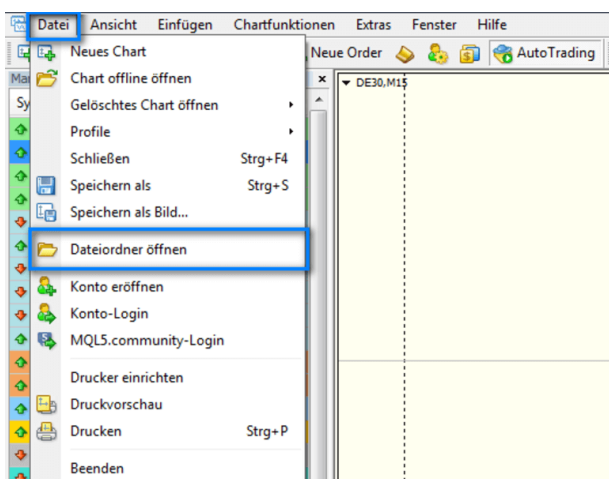 Datei Ansicht Einfügen Chartfunktionen Extras Fenster Hilfe
Neue Order AutoTrading
DE30,M15
Neues Chart
Chart offline öffnen
Gelöschtes Chart öffnen
Profile
Schließen Strg+F4
Speichern als Strg+S
Speichern als Bild...
Dateiordner öffnen
Konto eröffnen
Konto-Login
MQL5.community-Login
Drucker einrichten
Druckvorschau
Drucken Strg+P
Beenden